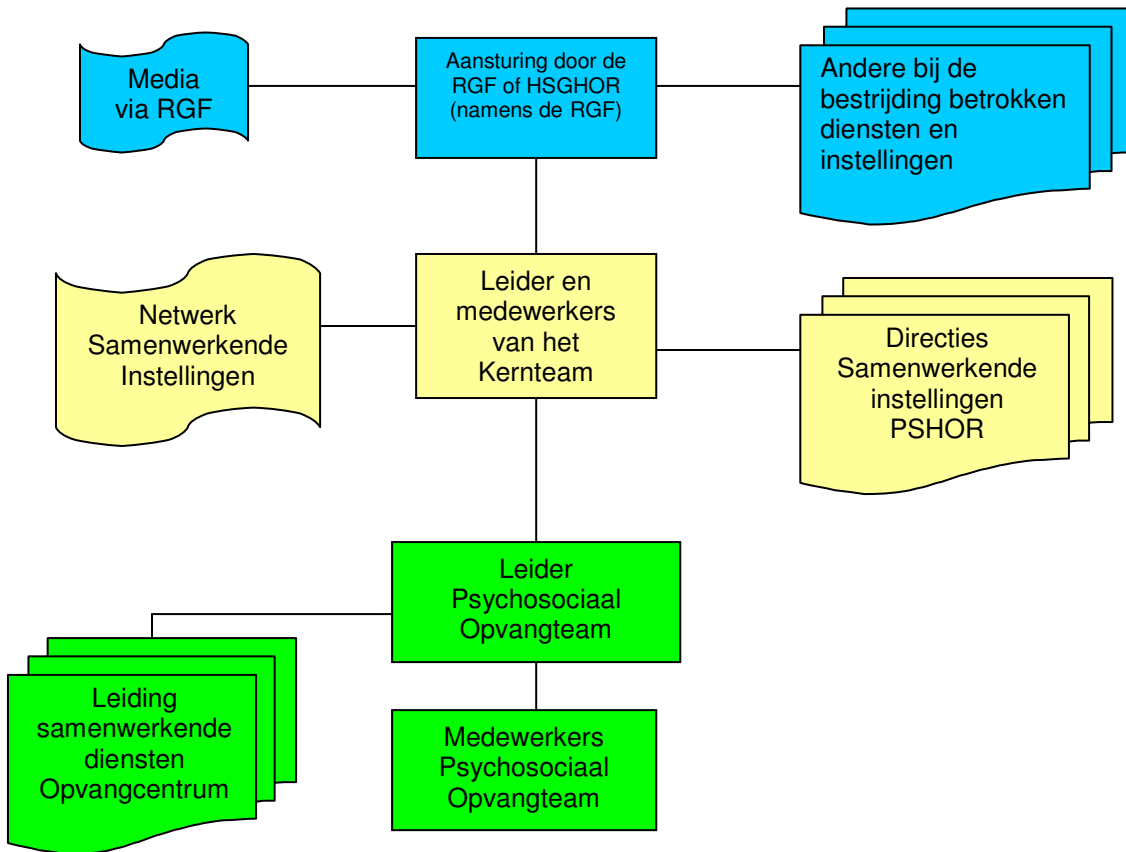 Media
via RGF
Aansturing door de
RGF of HSGHOR
(namens de RGF)
Andere bij de
bestrijding betrokken
diensten en
instellingen
Netwerk
Samenwerkende
Instellingen
Leider en
medewerkers
van het
Kernteam
Directies
Samenwerkende
instellingen
PSHOR
Leider
Psychosociaal
Opvangteam
Leiding
samenwerkende
diensten
Opvangcentrum
Medewerkers
Psychosociaal
Opvangteam